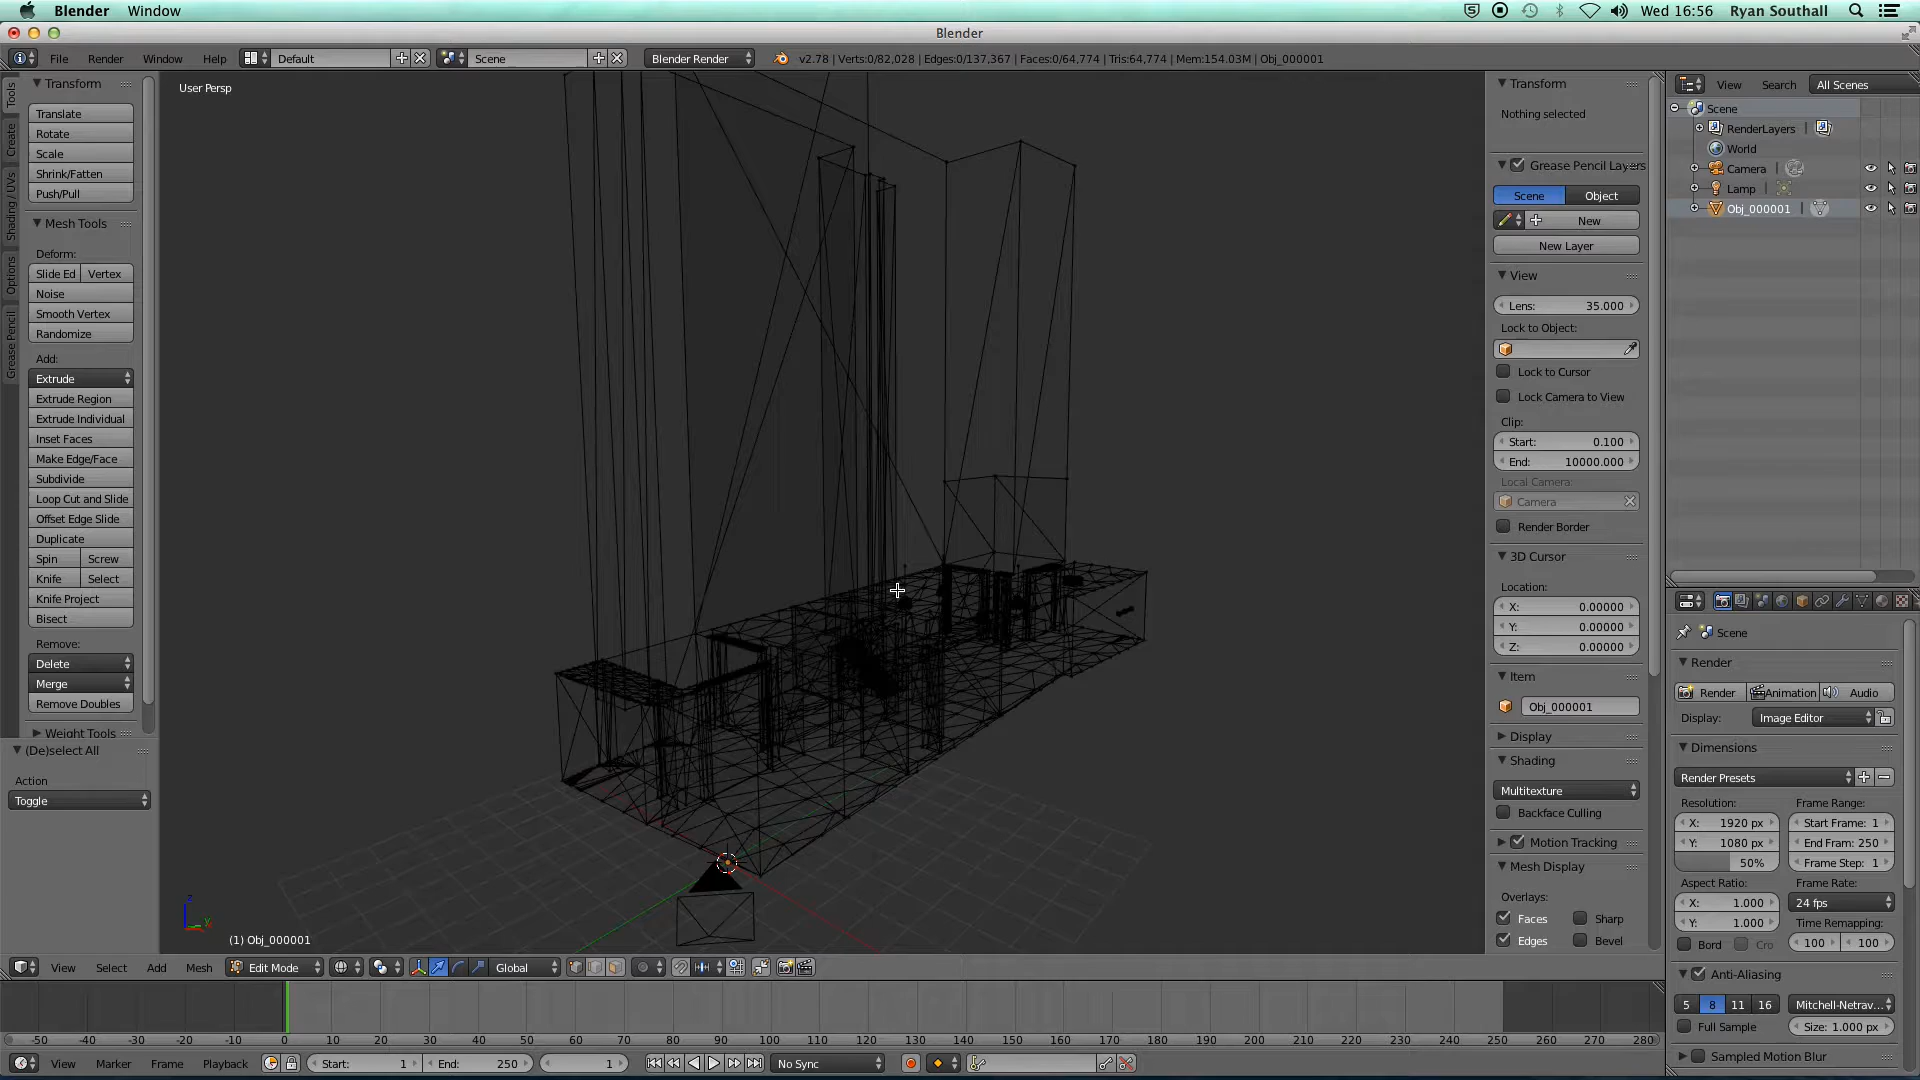 Blender Window Wed 16:56 Ryan Southall
Blender
File Render Window Help Default Scene Blender Render v2.78 | Verts:0/82,028 | Edges:0/137,367 | Faces:0/64,774 | Tris:64,774 | Mem:154.03M | Obj_000001
Tools
Create
Shading / UVs
Options
Grease Pencil
Transform
Translate
Rotate
Scale
Shrink/Fatten
Push/Pull
Mesh Tools
Deform:
Slide Ed Vertex
Noise
Smooth Vertex
Randomize
Add:
Extrude
Extrude Region
Extrude Individual
Inset Faces
Make Edge/Face
Subdivide
Loop Cut and Slide
Offset Edge Slide
Duplicate
Spin Screw
Knife Select
Knife Project
Bisect
Remove:
Delete
Merge
Remove Doubles
Weight Tools
(De)select All
Action
Toggle
User Persp
(1) Obj_000001
Transform
Nothing selected
Grease Pencil Layers
Scene Object
New
New Layer
View
Lens: 35.000
Lock to Object:
Lock to Cursor
Lock Camera to View
Clip:
Start: 0.100
End: 10000.000
Local Camera:
Camera
Render Border
3D Cursor
Location:
X: 0.00000
Y: 0.00000
Z: 0.00000
Item
Obj_000001
Display
Shading
Multitexture
Backface Culling
Motion Tracking
Mesh Display
Overlays:
Faces Sharp
Edges Bevel
View Search All Scenes
Scene
RenderLayers
World
Camera
Lamp
Obj_000001
Scene
Render
Render Animation Audio
Display: Image Editor
Dimensions
Render Presets
Resolution: Frame Range:
X: 1920 px Start Frame: 1
Y: 1080 px End Fram: 250
50% Frame Step: 1
Aspect Ratio: Frame Rate:
X: 1.000 24 fps
Y: 1.000 Time Remapping:
Bord Cro 100 100
Anti-Aliasing
5 8 11 16 Mitchell-Netrav...
Full Sample Size: 1.000 px
Sampled Motion Blur
View Select Add Mesh Edit Mode Global
-50 -40 -30 -20 -10 0 10 20 30 40 50 60 70 80 90 100 110 120 130 140 150 160 170 180 190 200 210 220 230 240 250 260 270 280
View Marker Frame Playback Start: 1 End: 250 1 No Sync